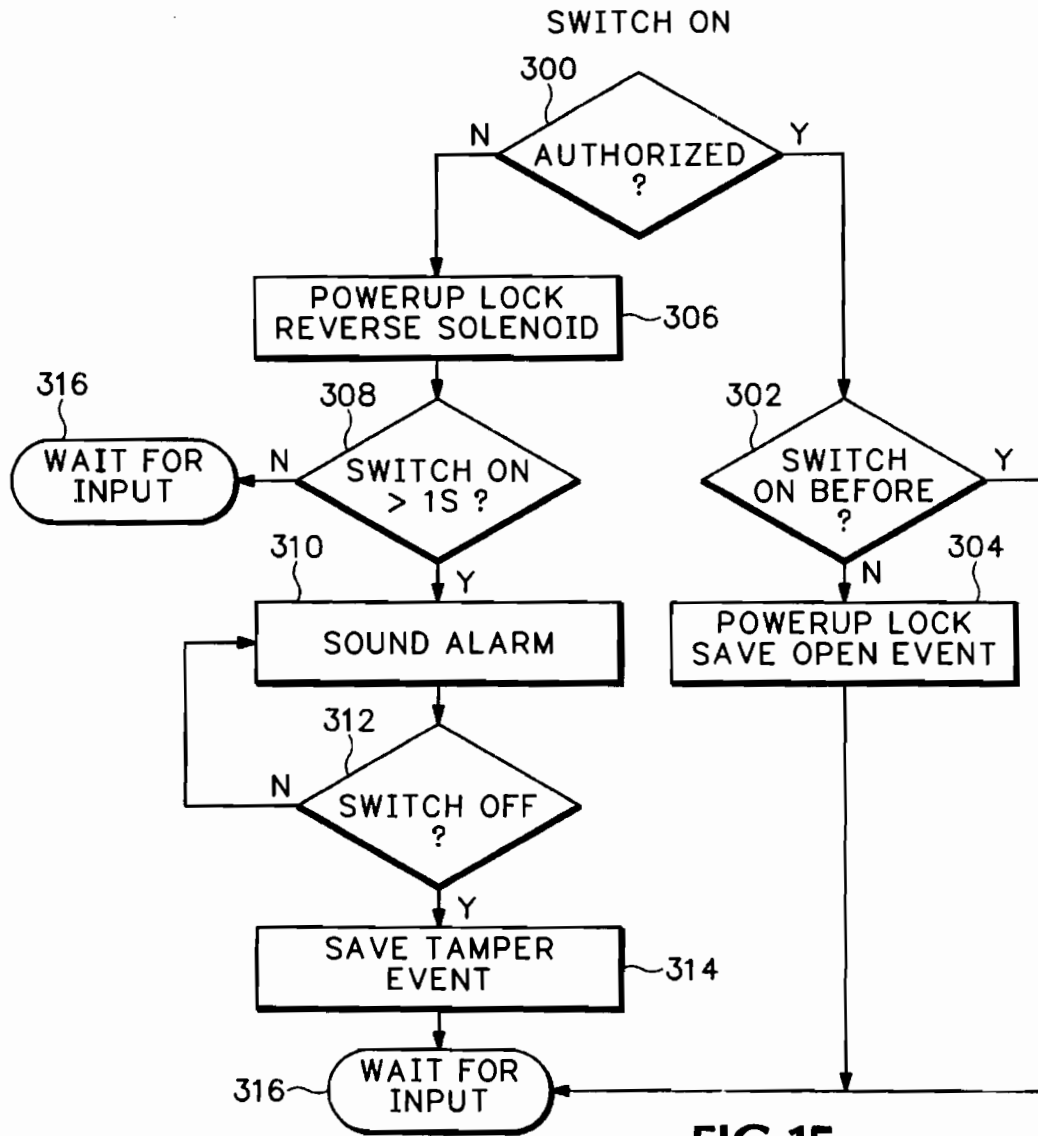 SWITCH ON
300
AUTHORIZED
?
N
Y
POWERUP LOCK
REVERSE SOLENOID
306
316
WAIT FOR
INPUT
N
308
SWITCH ON
> 1S ?
Y
302
SWITCH
ON BEFORE
?
Y
N
310
SOUND ALARM
304
POWERUP LOCK
SAVE OPEN EVENT
312
N
SWITCH OFF
?
Y
SAVE TAMPER
EVENT
314
316
WAIT FOR
INPUT